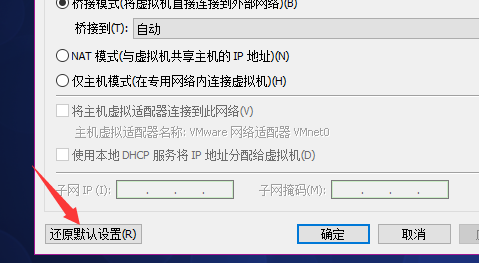 桥接模式(将虚拟机直接连接到外部网络)(B)
桥接到(T): 自动
NAT 模式(与虚拟机共享主机的 IP 地址)(N)
仅主机模式(在专用网络内连接虚拟机)(H)
将主机虚拟适配器连接到此网络(V)
主机虚拟适配器名称: VMware 网络适配器 VMnet0
使用本地 DHCP 服务将 IP 地址分配给虚拟机(D)
子网 IP (I): . . . 子网掩码(M): . . .
还原默认设置(R) 确定 取消